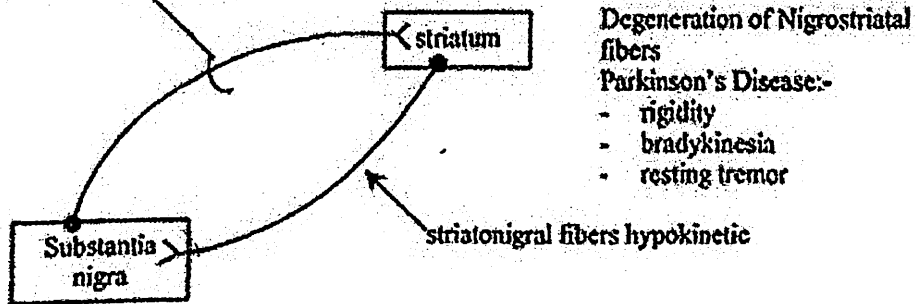 striatum
Degeneration of Nigrostriatal
fibers
Parkinson's Disease:-
- rigidity
- bradykinesia
- resting tremor
striatonigral fibers hypokinetic
Substantia
nigra